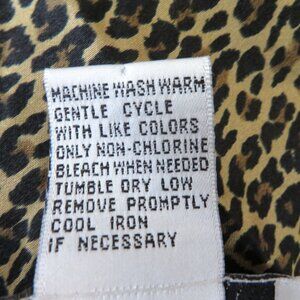 MACHINE WASH WARM
GENTLE CYCLE
WITH LIKE COLORS
ONLY NON-CHLORINE
BLEACH WHEN NEEDED
TUMBLE DRY LOW
REMOVE PROMPTLY
COOL IRON
IF NECESSARY